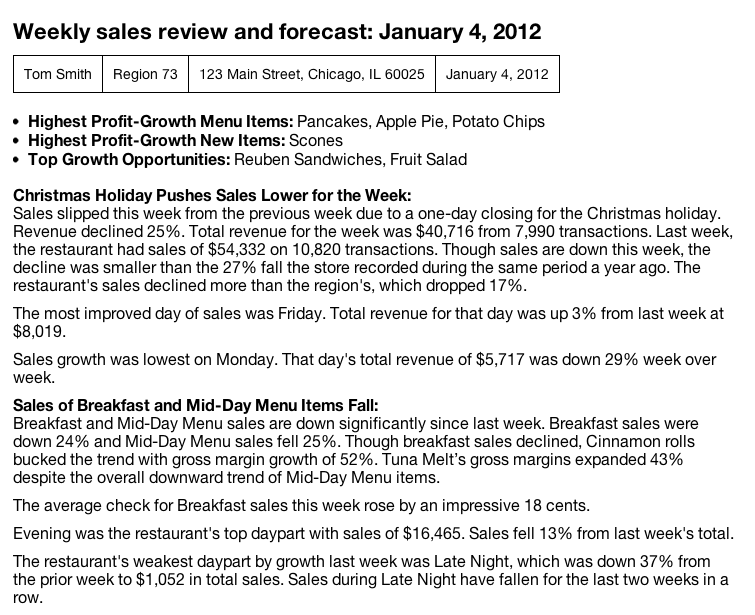 Weekly sales review and forecast: January 4, 2012
Tom Smith Region 73 123 Main Street, Chicago, IL 60025 January 4, 2012
• Highest Profit-Growth Menu Items: Pancakes, Apple Pie, Potato Chips
• Highest Profit-Growth New Items: Scones
• Top Growth Opportunities: Reuben Sandwiches, Fruit Salad
Christmas Holiday Pushes Sales Lower for the Week:
Sales slipped this week from the previous week due to a one-day closing for the Christmas holiday.
Revenue declined 25%. Total revenue for the week was $40,716 from 7,990 transactions. Last week,
the restaurant had sales of $54,332 on 10,820 transactions. Though sales are down this week, the
decline was smaller than the 27% fall the store recorded during the same period a year ago. The
restaurant's sales declined more than the region's, which dropped 17%.
The most improved day of sales was Friday. Total revenue for that day was up 3% from last week at
$8,019.
Sales growth was lowest on Monday. That day's total revenue of $5,717 was down 29% week over
week.
Sales of Breakfast and Mid-Day Menu Items Fall:
Breakfast and Mid-Day Menu sales are down significantly since last week. Breakfast sales were
down 24% and Mid-Day Menu sales fell 25%. Though breakfast sales declined, Cinnamon rolls
bucked the trend with gross margin growth of 52%. Tuna Melt’s gross margins expanded 43%
despite the overall downward trend of Mid-Day Menu items.
The average check for Breakfast sales this week rose by an impressive 18 cents.
Evening was the restaurant's top daypart with sales of $16,465. Sales fell 13% from last week's total.
The restaurant's weakest daypart by growth last week was Late Night, which was down 37% from
the prior week to $1,052 in total sales. Sales during Late Night have fallen for the last two weeks in a
row.